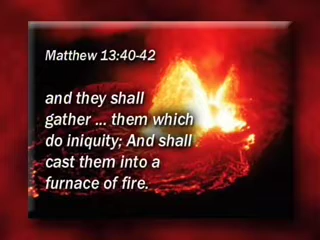 Matthew 13:40-42
and they shall
gather ... them which
do iniquity; And shall
cast them into a
furnace of fire.